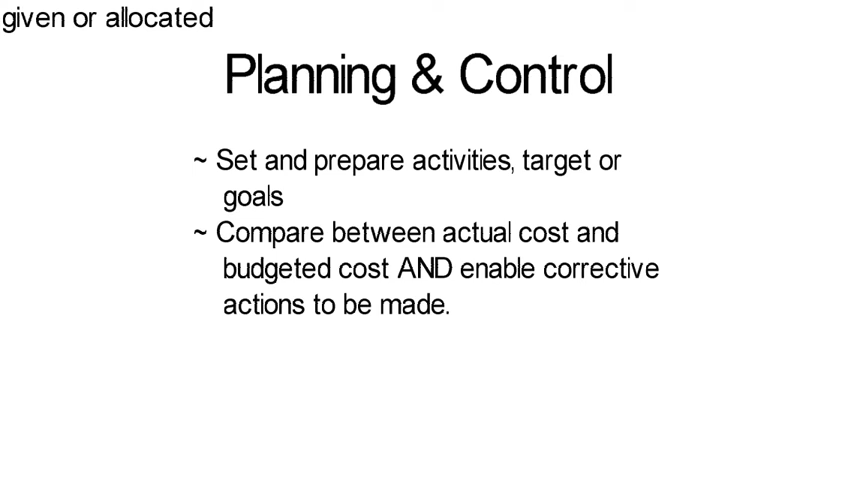 given or allocated
Planning & Control
~ Set and prepare activities, target or
goals
~ Compare between actual cost and
budgeted cost AND enable corrective
actions to be made.